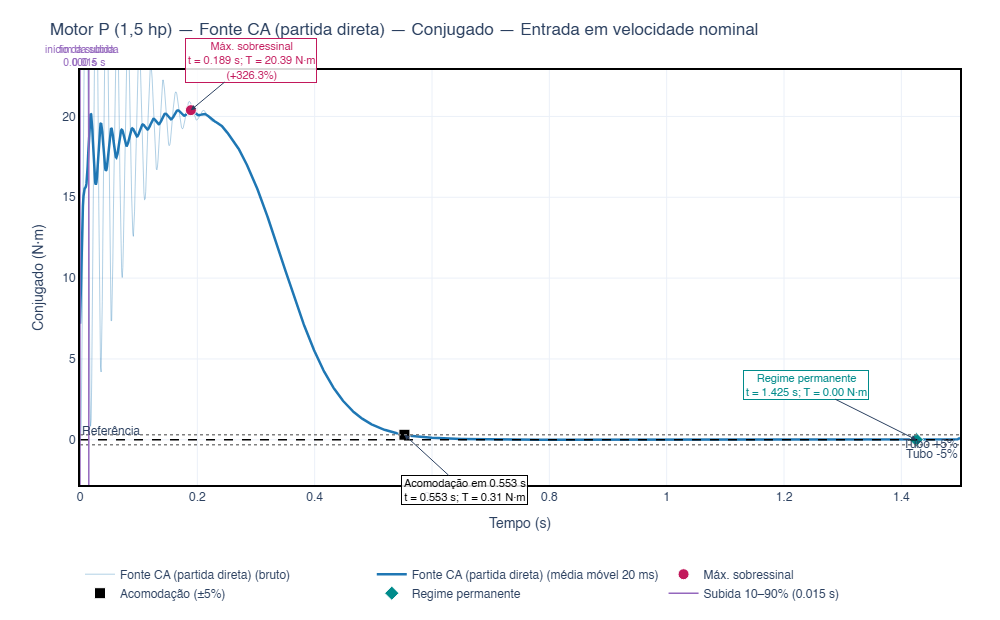 Motor P (1,5 hp) — Fonte CA (partida direta) — Conjugado — Entrada em velocidade nominal
Máx. sobressinal
t = 0.189 s; T = 20.39 N·m
(+326.3%)
20
15
10
5
0
Conjugado (N·m)
Referência
Regime permanente
t = 1.425 s; T = 0.00 N·m
Tubo +5%
Tubo -5%
Acomodação em 0.553 s
t = 0.553 s; T = 0.31 N·m
0
0.2
0.4
0.8
1
1.2
1.4
Tempo (s)
Fonte CA (partida direta) (bruto)
Fonte CA (partida direta) (média móvel 20 ms)
Máx. sobressinal
Acomodação (±5%)
Regime permanente
Subida 10–90% (0.015 s)